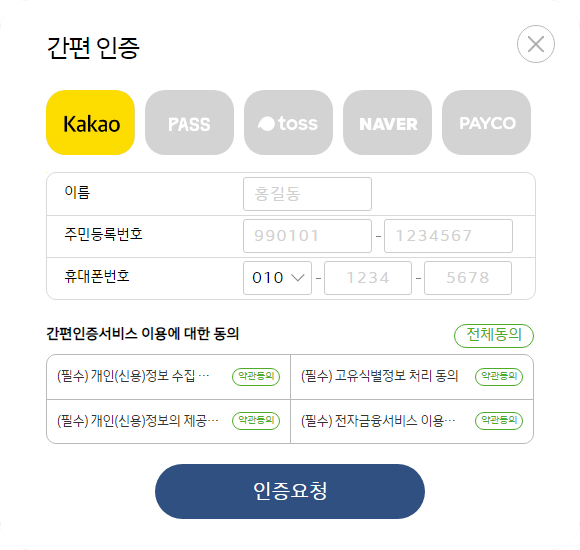 간편 인증
Kakao PASS toss NAVER PAYCO
이름 홍길동
주민등록번호 990101 - 1234567
휴대폰번호 010 - 1234 - 5678
간편인증서비스 이용에 대한 동의 전체동의
(필수) 개인(신용)정보 수집 ··· 약관동의 (필수) 고유식별정보 처리 동의 약관동의
(필수) 개인(신용)정보의 제공··· 약관동의 (필수) 전자금융서비스 이용··· 약관동의
인증요청